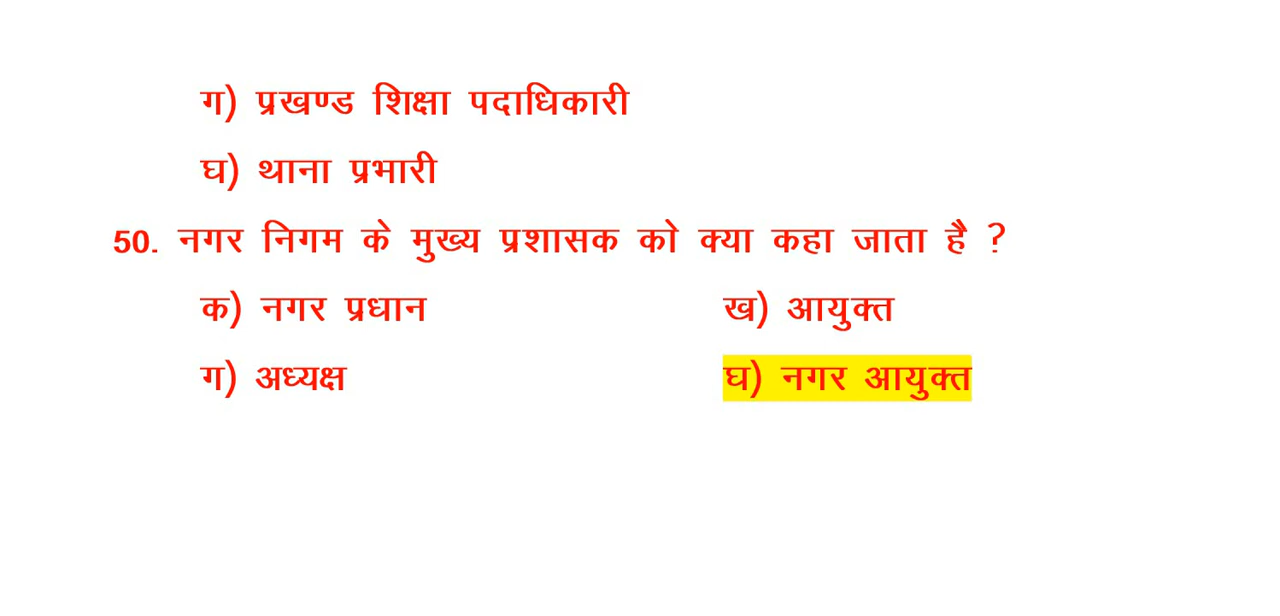 ग) प्रखण्ड शिक्षा पदाधिकारी
घ) थाना प्रभारी
50. नगर निगम के मुख्य प्रशासक को क्या कहा जाता है ?
क) नगर प्रधान ख) आयुक्त
ग) अध्यक्ष घ) नगर आयुक्त